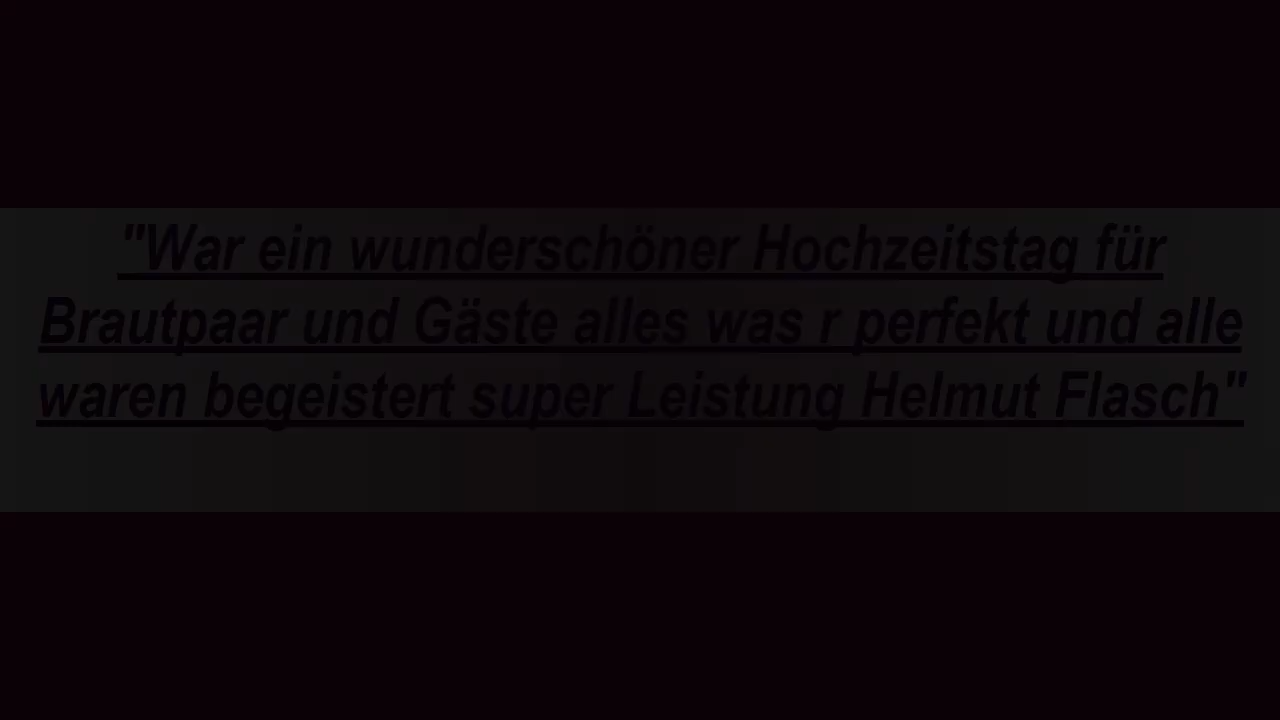 "War ein wunderschöner Hochzeitstag für
Brautpaar und Gäste alles was r perfekt und alle
waren begeistert super Leistung Helmut Flasch"